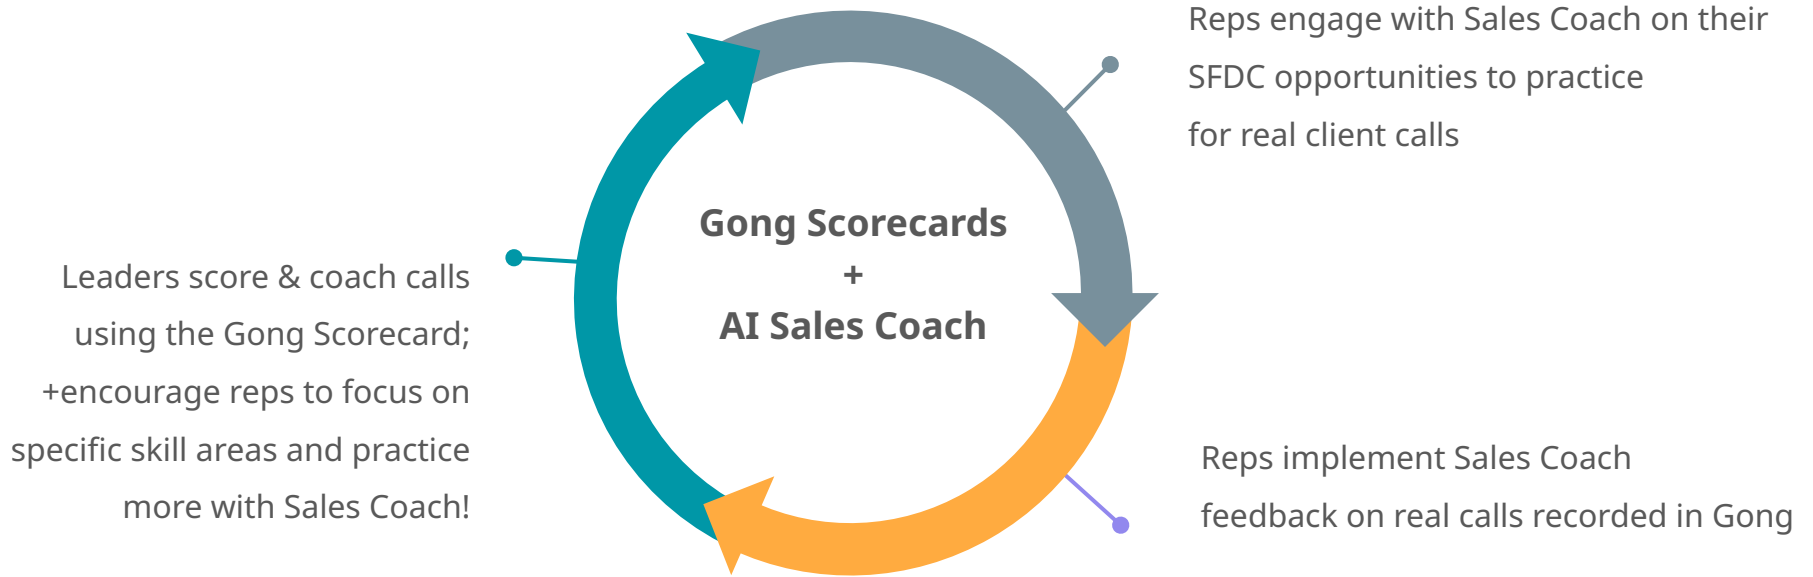 Reps engage with Sales Coach on their
SFDC opportunities to practice
for real client calls
Gong Scorecards
+
AI Sales Coach
Leaders score & coach calls
using the Gong Scorecard;
+encourage reps to focus on
specific skill areas and practice
more with Sales Coach!
Reps implement Sales Coach
feedback on real calls recorded in Gong